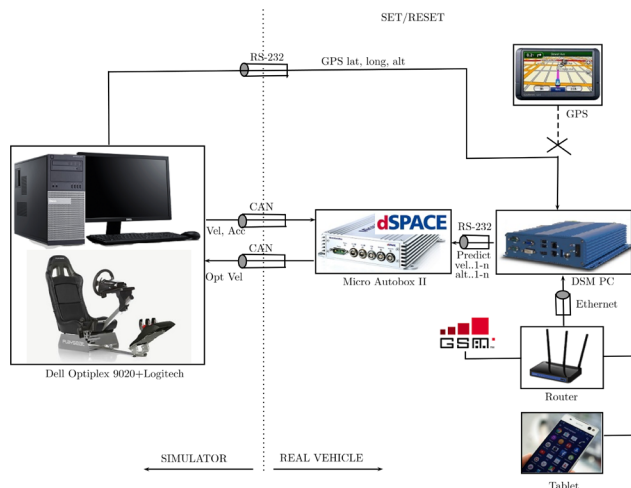 SET/RESET
RS-232
GPS lat, long, alt
GPS
CAN
Vel, Acc
dSPACE
RS-232
CAN
Predict
vel..1-n
alt..1-n
Opt Vel
Micro Autobox II
DSM PC
Ethernet
GSM
Dell Optiplex 9020+Logitech
Router
SIMULATOR
REAL VEHICLE
Tablet